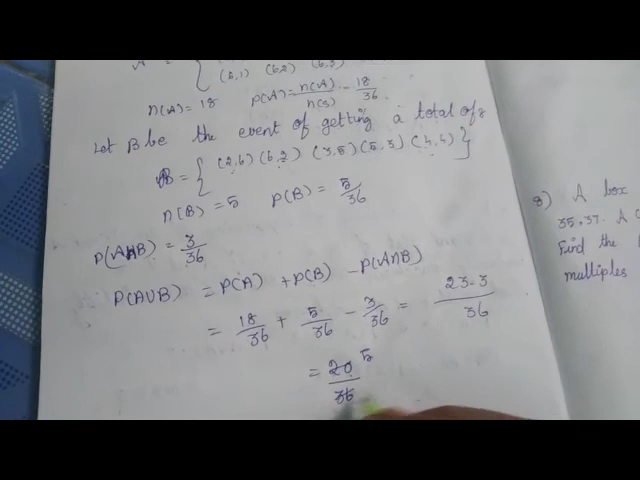 A = {
(5,1) (6,2) (6,3)
n(A) = 18 P(A) = n(A)/n(s) = 18/36
Let B be the event of getting a total of 8
B = { (2,6) (6,2) (3,5) (5,3) (4,4) }
n(B) = 5 P(B) = 5/36
P(A∩B) = 3/36
P(A∪B) = P(A) + P(B) - P(A∩B)
= 18/36 + 5/36 - 3/36 = 23-3/36
= 20/36 5
8) A box
35,37. A
Find the
multiples